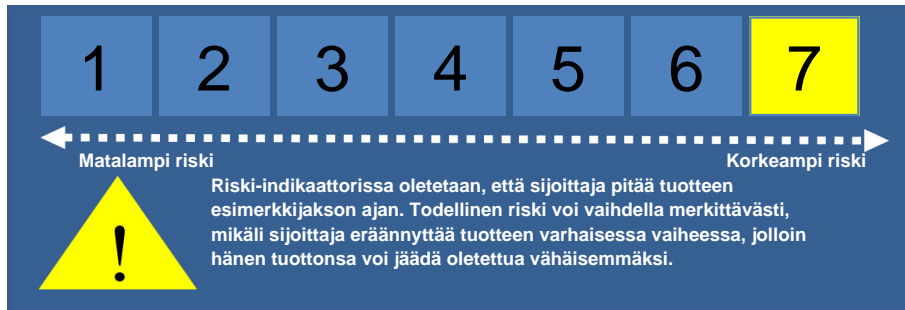 1 2 3 4 5 6 7
Matalampi riski Korkeampi riski
Riski-indikaattorissa oletetaan, että sijoittaja pitää tuotteen
esimerkkijakson ajan. Todellinen riski voi vaihdella merkittävästi,
mikäli sijoittaja eräännyttää tuotteen varhaisessa vaiheessa, jolloin
hänen tuottonsa voi jäädä oletettua vähäisemmäksi.
!